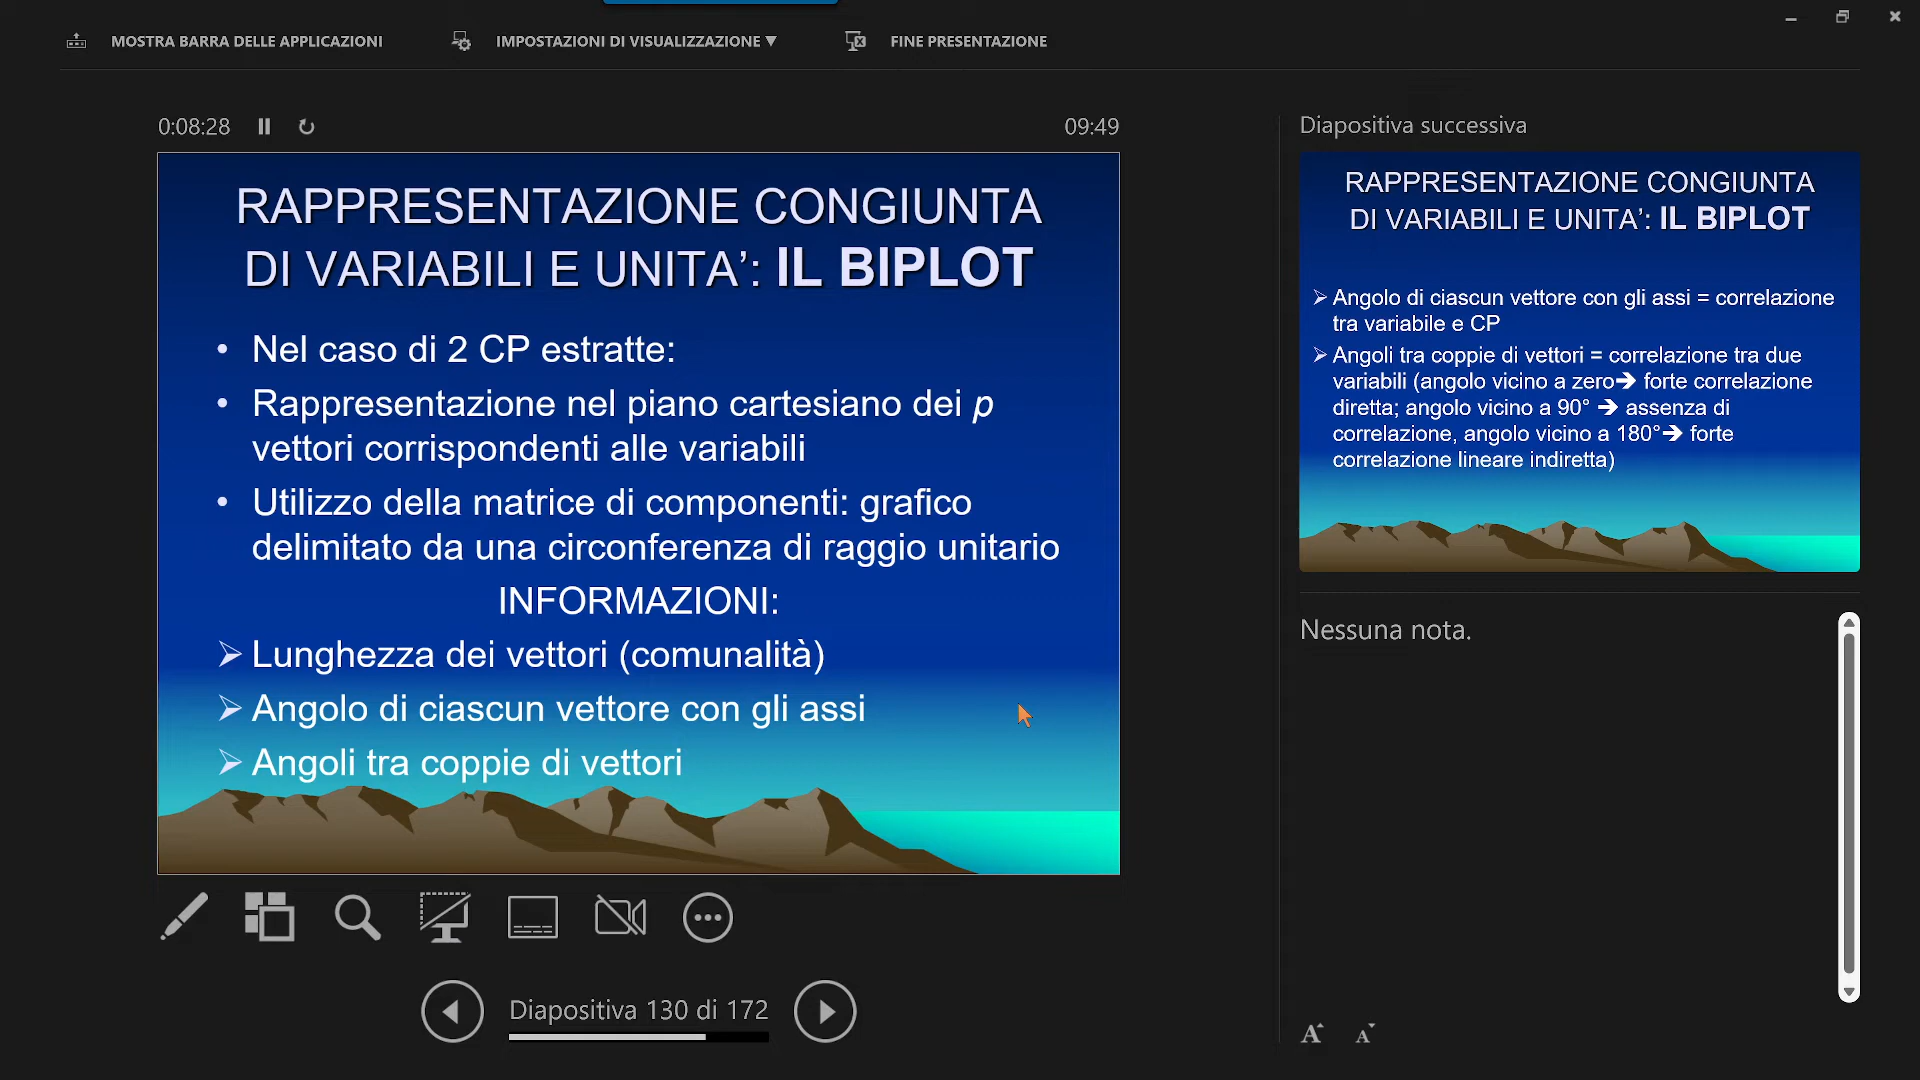 MOSTRA BARRA DELLE APPLICAZIONI
IMPOSTAZIONI DI VISUALIZZAZIONE ▼
FINE PRESENTAZIONE
0:08:28
09:49
RAPPRESENTAZIONE CONGIUNTA
DI VARIABILI E UNITA’: IL BIPLOT
• Nel caso di 2 CP estratte:
• Rappresentazione nel piano cartesiano dei p
vettori corrispondenti alle variabili
• Utilizzo della matrice di componenti: grafico
delimitato da una circonferenza di raggio unitario
INFORMAZIONI:
➢ Lunghezza dei vettori (comunalità)
➢ Angolo di ciascun vettore con gli assi
➢ Angoli tra coppie di vettori
Diapositiva 130 di 172
Diapositiva successiva
RAPPRESENTAZIONE CONGIUNTA
DI VARIABILI E UNITA’: IL BIPLOT
➢ Angolo di ciascun vettore con gli assi = correlazione
tra variabile e CP
➢ Angoli tra coppie di vettori = correlazione tra due
variabili (angolo vicino a zero➔ forte correlazione
diretta; angolo vicino a 90° ➔ assenza di
correlazione, angolo vicino a 180°➔ forte
correlazione lineare indiretta)
Nessuna nota.
A A